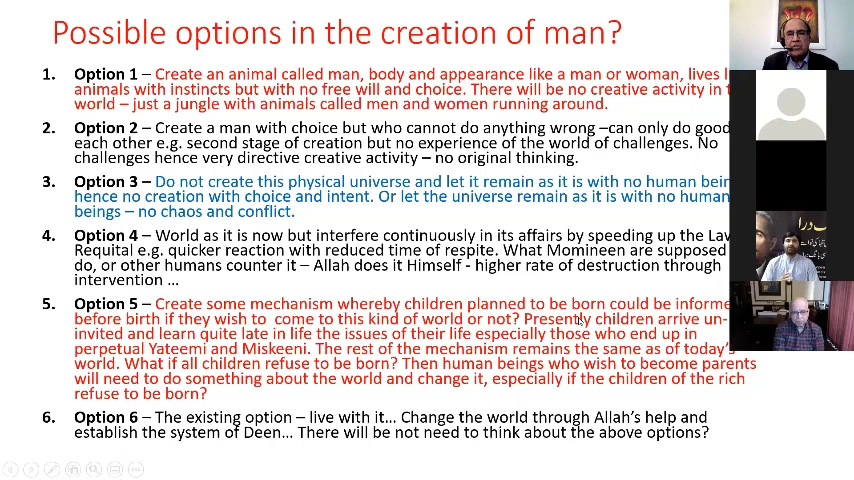 Possible options in the creation of man?
1. Option 1 – Create an animal called man, body and appearance like a man or woman, lives
animals with instincts but with no free will and choice. There will be no creative activity in
world – just a jungle with animals called men and women running around.
2. Option 2 – Create a man with choice but who cannot do anything wrong –can only do good
each other e.g. second stage of creation but no experience of the world of challenges. No
challenges hence very directive creative activity – no original thinking.
3. Option 3 – Do not create this physical universe and let it remain as it is with no human
hence no creation with choice and intent. Or let the universe remain as it is with no human
beings – no chaos and conflict.
4. Option 4 – World as it is now but interfere continuously in its affairs by speeding up the
Requital e.g. quicker reaction with reduced time of respite. What Momineen are supposed
do, or other humans counter it – Allah does it Himself - higher rate of destruction through
intervention …
5. Option 5 – Create some mechanism whereby children planned to be born could be
before birth if they wish to come to this kind of world or not? Presently children arrive un-
invited and learn quite late in life the issues of their life especially those who end up in
perpetual Yateemi and Miskeeni. The rest of the mechanism remains the same as of today's
world. What if all children refuse to be born? Then human beings who wish to become parents
will need to do something about the world and change it, especially if the children of the rich
refuse to be born?
6. Option 6 – The existing option – live with it… Change the world through Allah's help and
establish the system of Deen… There will be not need to think about the above options?